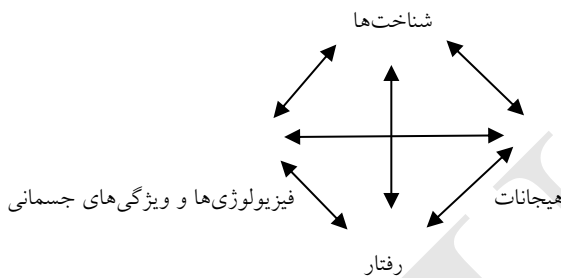 شناخت‌ها
هیجانات
فیزیولوژی‌ها و ویژگی‌های جسمانی
رفتار